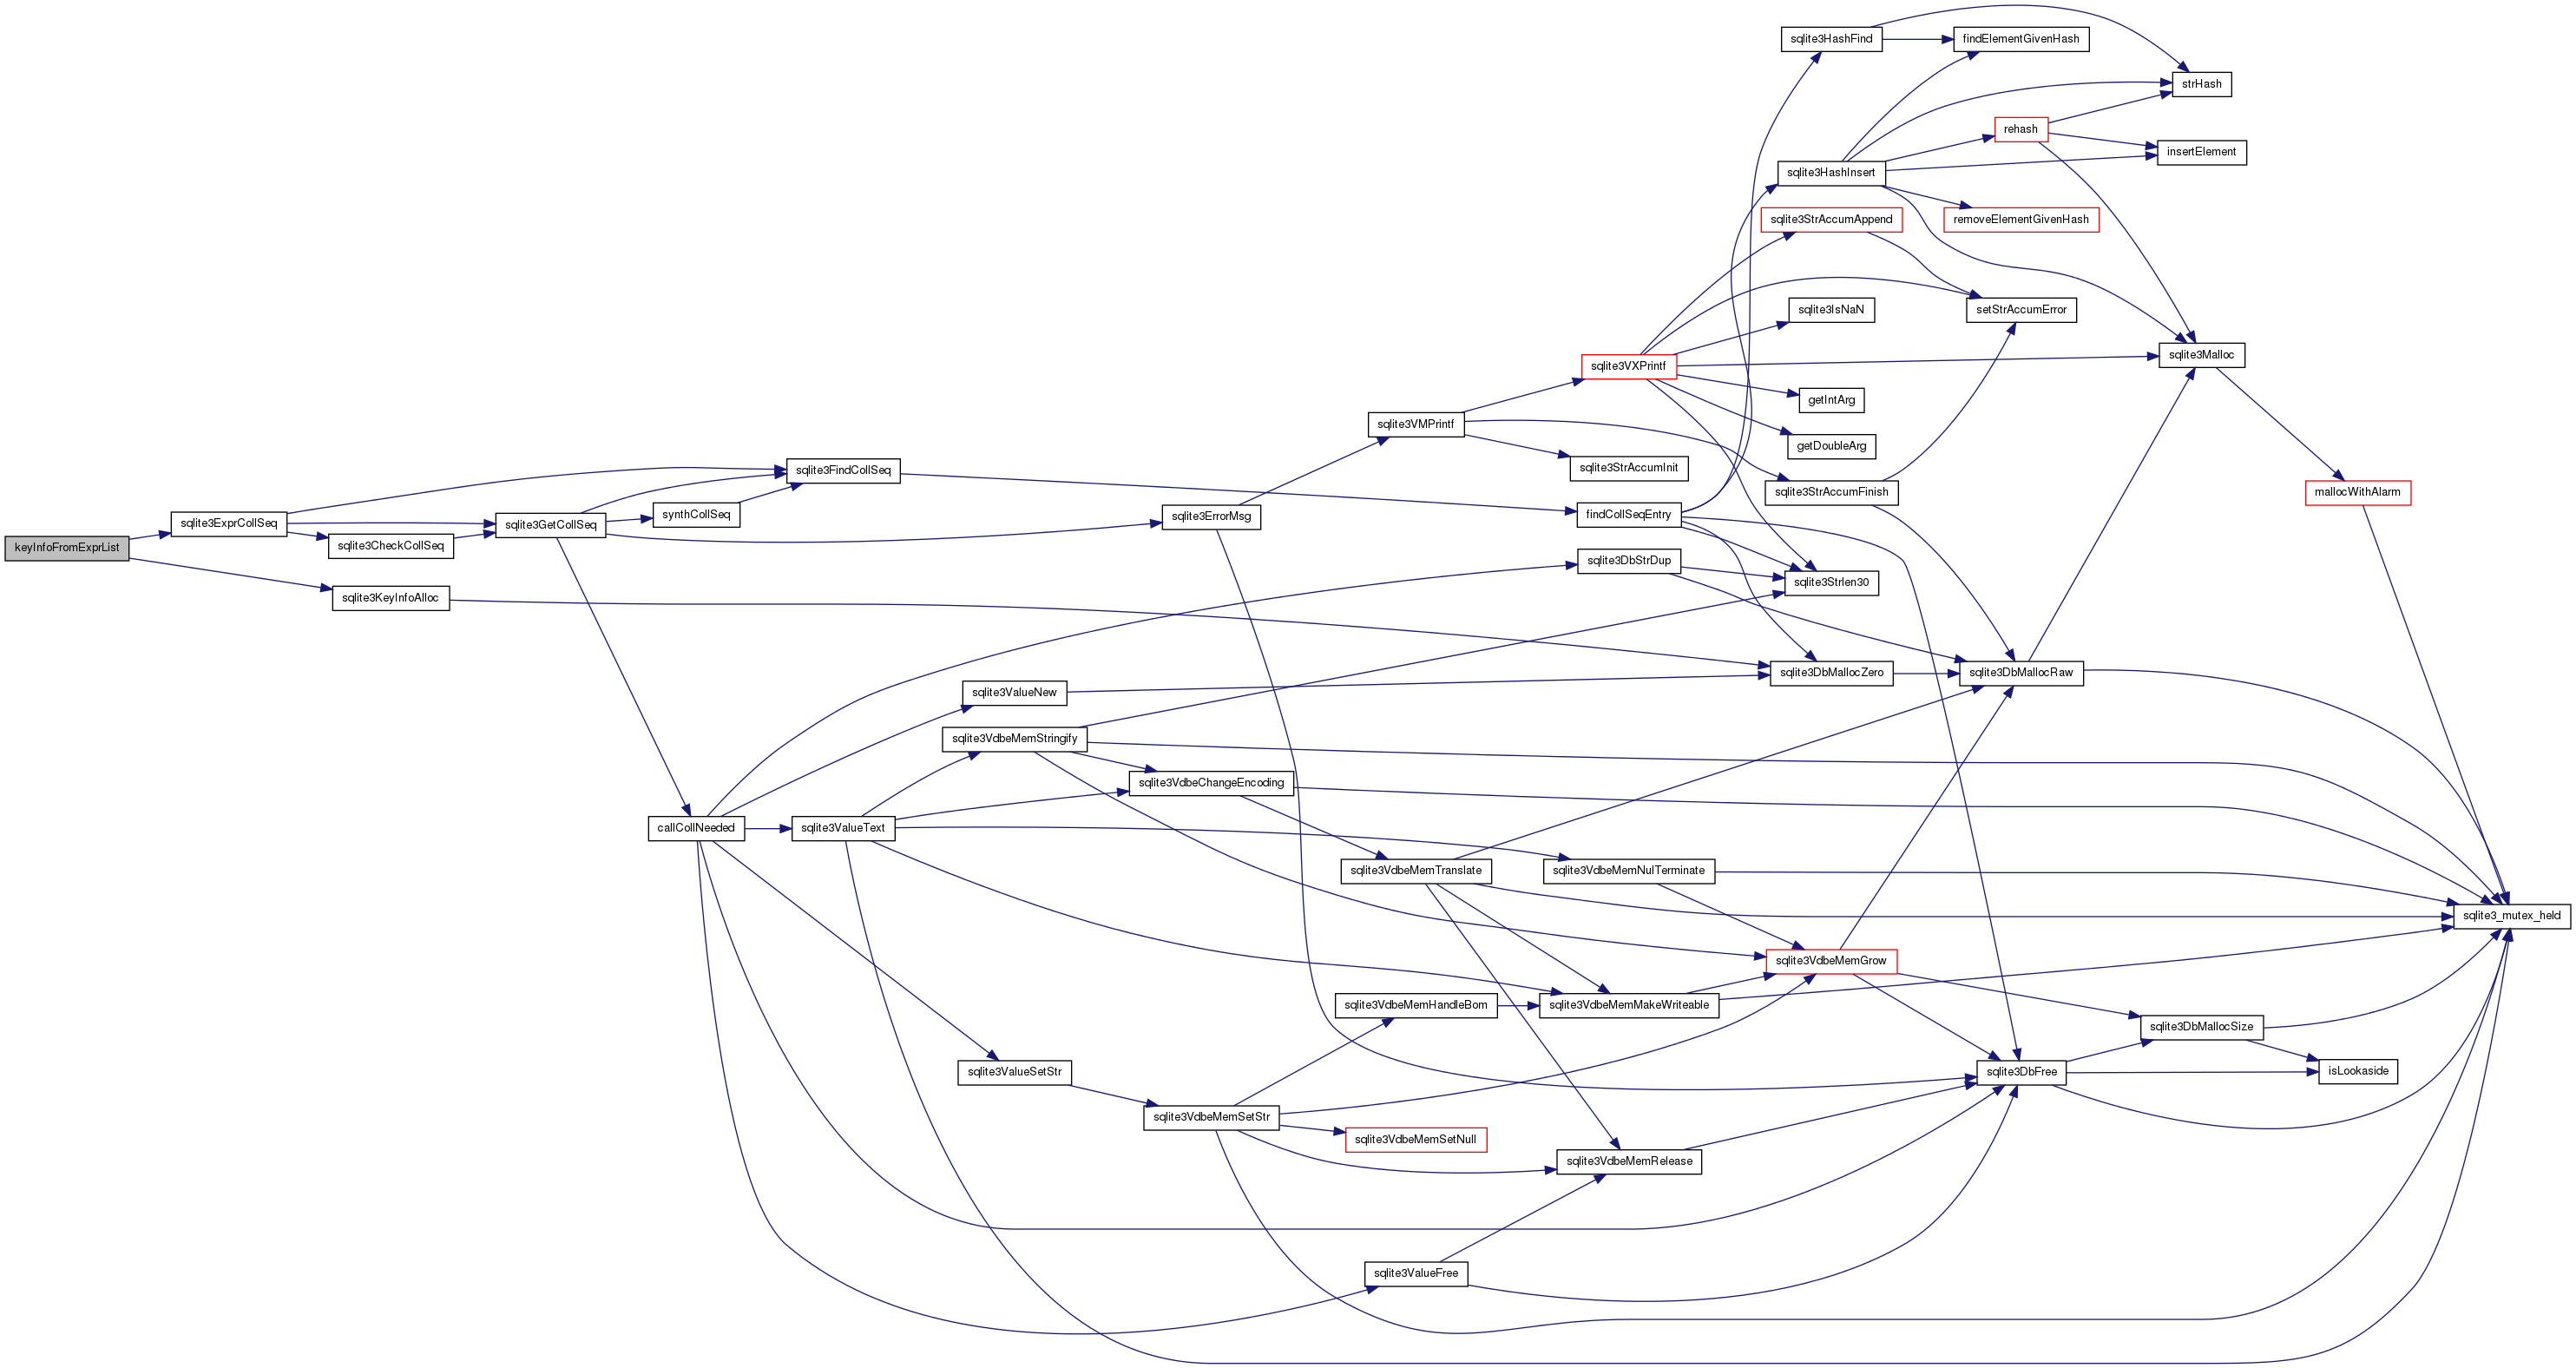 sqlite3HashFind
findElementGivenHash
strHash
rehash
insertElement
sqlite3HashInsert
sqlite3StrAccumAppend
removeElementGivenHash
sqlite3IsNaN
setStrAccumError
sqlite3VXPrintf
sqlite3Malloc
getIntArg
sqlite3VMPrintf
getDoubleArg
sqlite3FindCollSeq
sqlite3StrAccumInit
sqlite3StrAccumFinish
mallocWithAlarm
sqlite3ExprCollSeq
sqlite3GetCollSeq
synthCollSeq
sqlite3ErrorMsg
findCollSeqEntry
keyInfoFromExprList
sqlite3CheckCollSeq
sqlite3DbStrDup
sqlite3Strlen30
sqlite3KeyInfoAlloc
sqlite3ValueNew
sqlite3DbMallocZero
sqlite3DbMallocRaw
sqlite3VdbeMemStringify
sqlite3VdbeChangeEncoding
callCollNeeded
sqlite3ValueText
sqlite3VdbeMemTranslate
sqlite3VdbeMemNulTerminate
sqlite3_mutex_held
sqlite3VdbeMemGrow
sqlite3VdbeMemHandleBom
sqlite3VdbeMemMakeWriteable
sqlite3DbMallocSize
sqlite3ValueSetStr
sqlite3DbFree
isLookaside
sqlite3VdbeMemSetStr
sqlite3VdbeMemSetNull
sqlite3VdbeMemRelease
sqlite3ValueFree